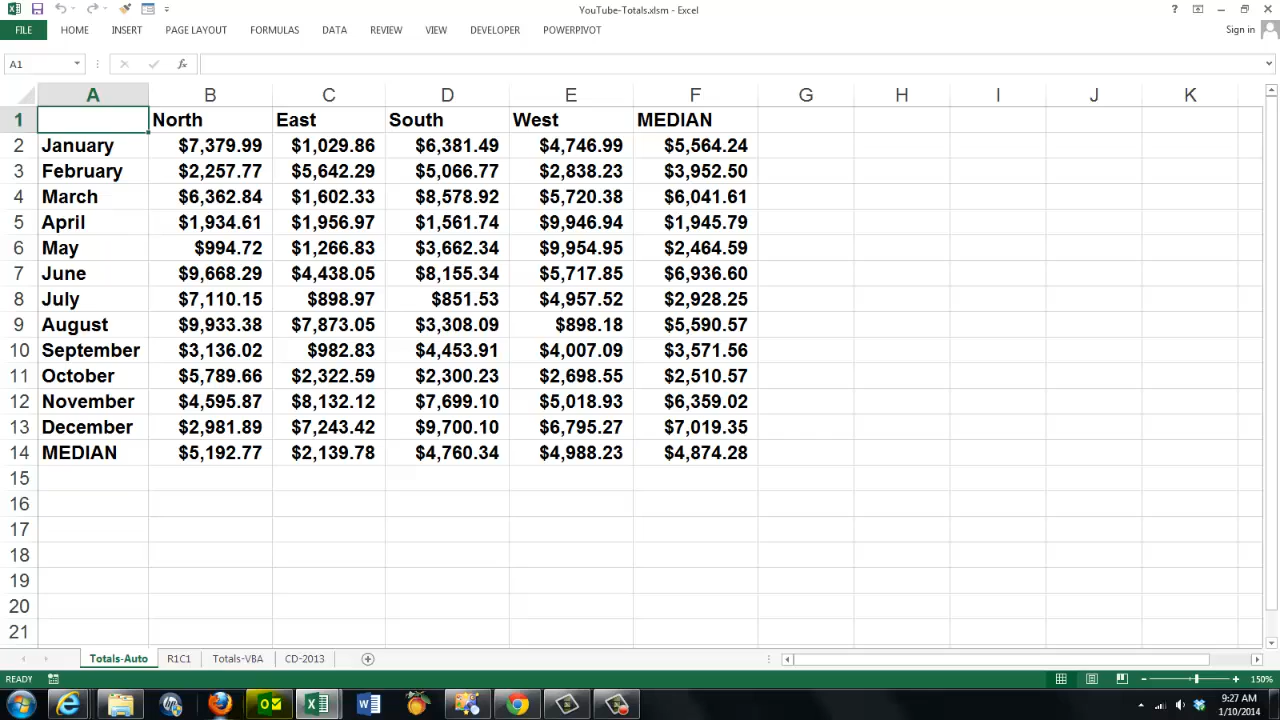 YouTube-Totals.xlsm - Excel
FILE HOME INSERT PAGE LAYOUT FORMULAS DATA REVIEW VIEW DEVELOPER POWERPIVOT Sign in
A1 fx
A B C D E F G H I J K
1 North East South West MEDIAN
2 January $7,379.99 $1,029.86 $6,381.49 $4,746.99 $5,564.24
3 February $2,257.77 $5,642.29 $5,066.77 $2,838.23 $3,952.50
4 March $6,362.84 $1,602.33 $8,578.92 $5,720.38 $6,041.61
5 April $1,934.61 $1,956.97 $1,561.74 $9,946.94 $1,945.79
6 May $994.72 $1,266.83 $3,662.34 $9,954.95 $2,464.59
7 June $9,668.29 $4,438.05 $8,155.34 $5,717.85 $6,936.60
8 July $7,110.15 $898.97 $851.53 $4,957.52 $2,928.25
9 August $9,933.38 $7,873.05 $3,308.09 $898.18 $5,590.57
10 September $3,136.02 $982.83 $4,453.91 $4,007.09 $3,571.56
11 October $5,789.66 $2,322.59 $2,300.23 $2,698.55 $2,510.57
12 November $4,595.87 $8,132.12 $7,699.10 $5,018.93 $6,359.02
13 December $2,981.89 $7,243.42 $9,700.10 $6,795.27 $7,019.35
14 MEDIAN $5,192.77 $2,139.78 $4,760.34 $4,988.23 $4,874.28
15
16
17
18
19
20
21
Totals-Auto R1C1 Totals-VBA CD-2013
READY 150%
9:27 AM
1/10/2014